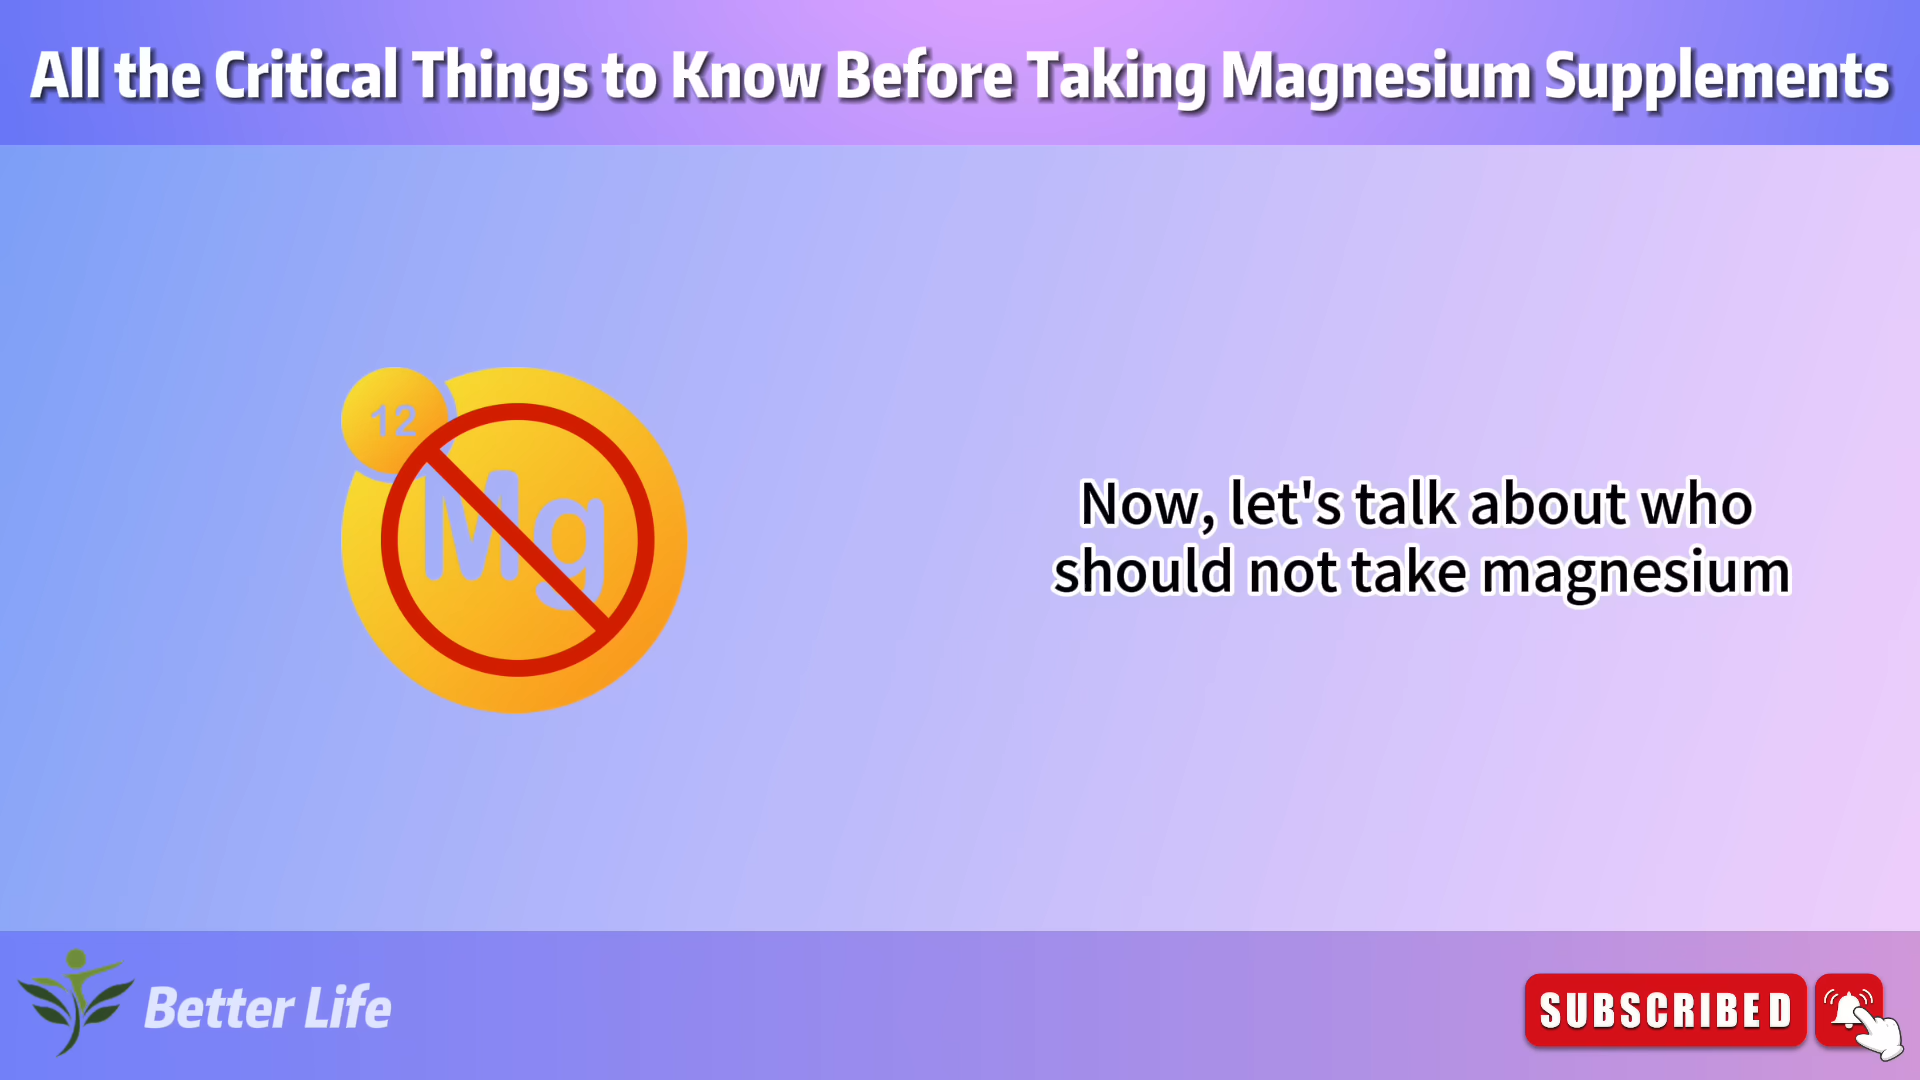 All the Critical Things to Know Before Taking Magnesium Supplements
12
Mg
Now, let's talk about who
should not take magnesium
Better Life
SUBSCRIBED